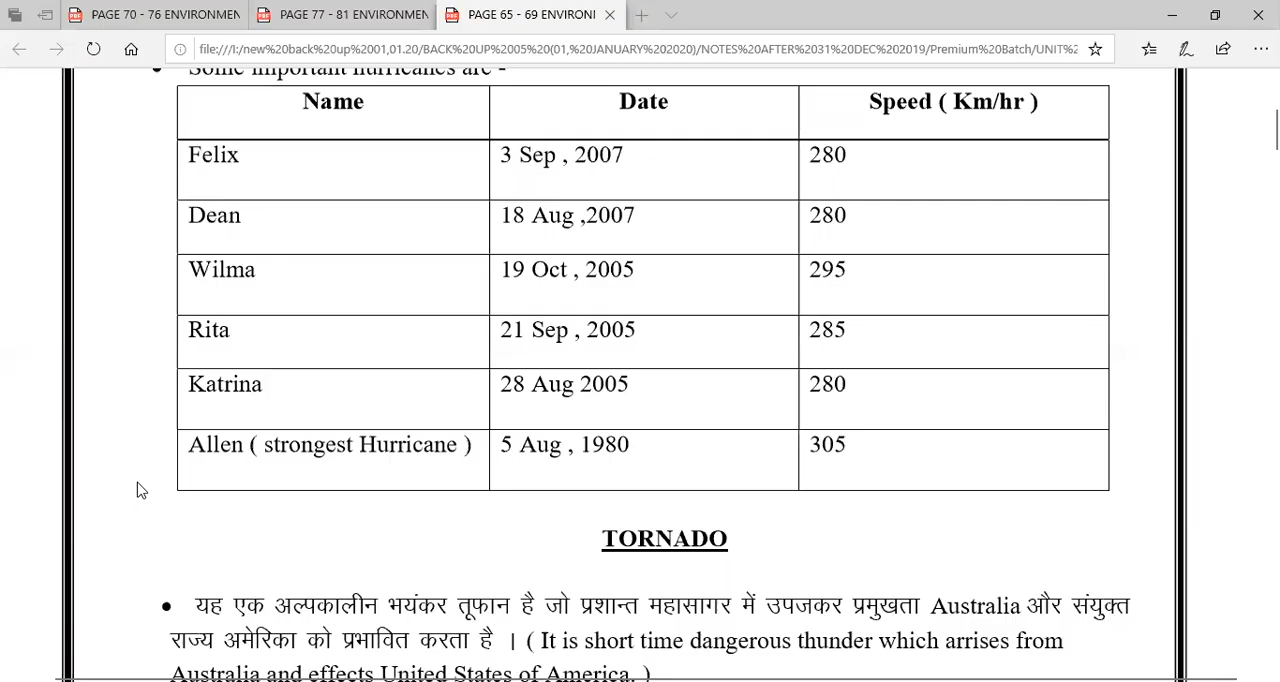 PAGE 70 - 76 ENVIRONMEN
PAGE 77 - 81 ENVIRONMEN
PAGE 65 - 69 ENVIRONI
file:///I:/new%20back%20up%2001,01.20/BACK%20UP%2005%20(01,%20JANUARY%202020)/NOTES%20AFTER%2031%20DEC%202019/Premium%20Batch/UNIT%2
Some important hurricanes are -
Name Date Speed ( Km/hr )
Felix 3 Sep , 2007 280
Dean 18 Aug ,2007 280
Wilma 19 Oct , 2005 295
Rita 21 Sep , 2005 285
Katrina 28 Aug 2005 280
Allen ( strongest Hurricane ) 5 Aug , 1980 305
TORNADO
• यह एक अल्पकालीन भयंकर तूफान है जो प्रशान्त महासागर में उपजकर प्रमुखता Australia और संयुक्त
राज्य अमेरिका को प्रभावित करता है । ( It is short time dangerous thunder which arrises from
Australia and effects United States of America. )